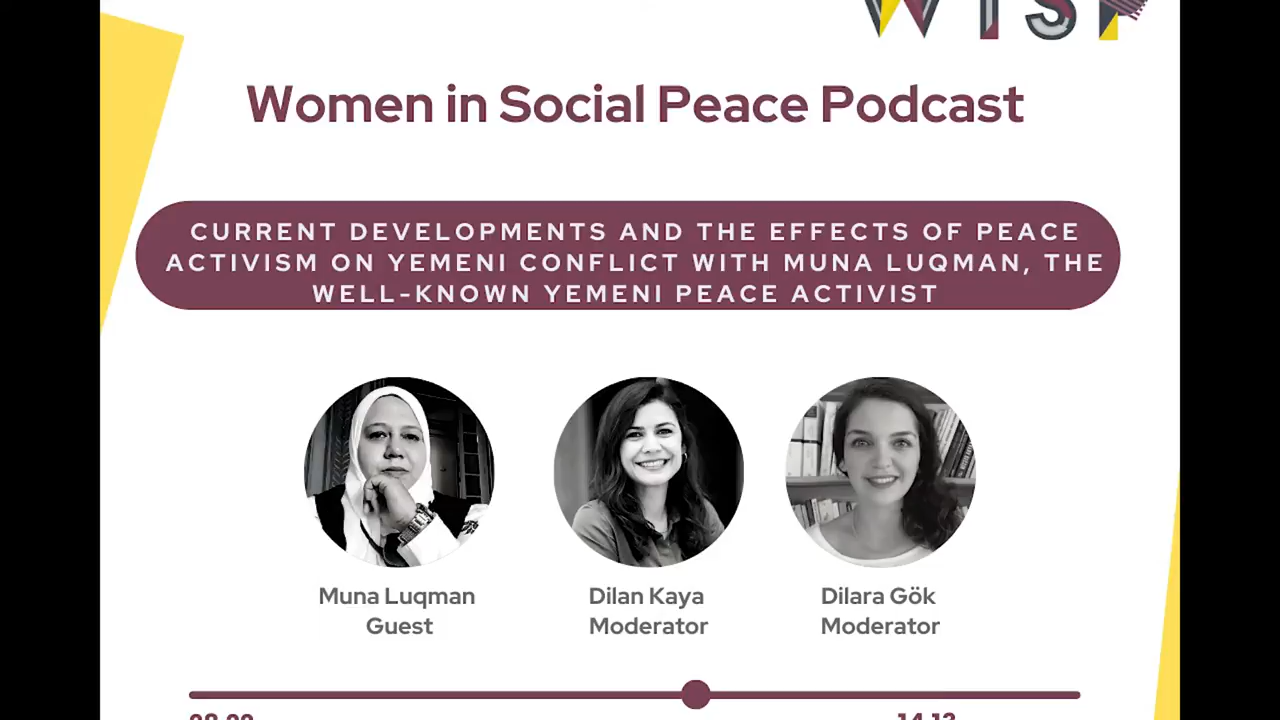 WISP
Women in Social Peace Podcast
CURRENT DEVELOPMENTS AND THE EFFECTS OF PEACE
ACTIVISM ON YEMENI CONFLICT WITH MUNA LUQMAN, THE
WELL-KNOWN YEMENI PEACE ACTIVIST
Muna Luqman
Guest
Dilan Kaya
Moderator
Dilara Gök
Moderator